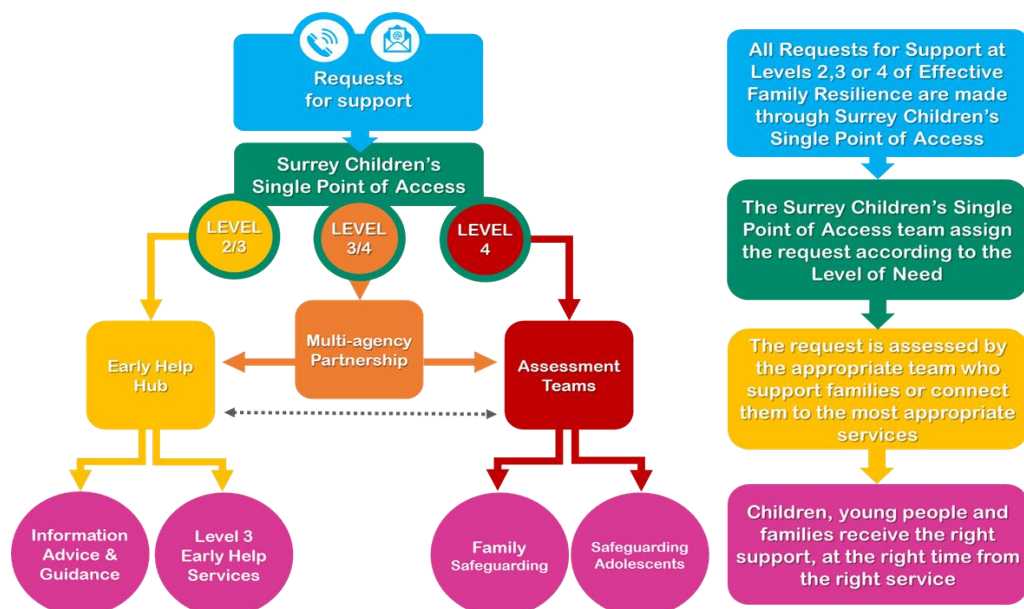 Requests
for support
Surrey Children's
Single Point of Access
LEVEL
2/3
LEVEL
3/4
LEVEL
4
Early Help
Hub
Multi-agency
Partnership
Assessment
Teams
Information
Advice &
Guidance
Level 3
Early Help
Services
Family
Safeguarding
Safeguarding
Adolescents
All Requests for Support at
Levels 2,3 or 4 of Effective
Family Resilience are made
through Surrey Children's
Single Point of Access
The Surrey Children's Single
Point of Access team assign
the request according to the
Level of Need
The request is assessed by
the appropriate team who
support families or connect
them to the most appropriate
services
Children, young people and
families receive the right
support, at the right time from
the right service